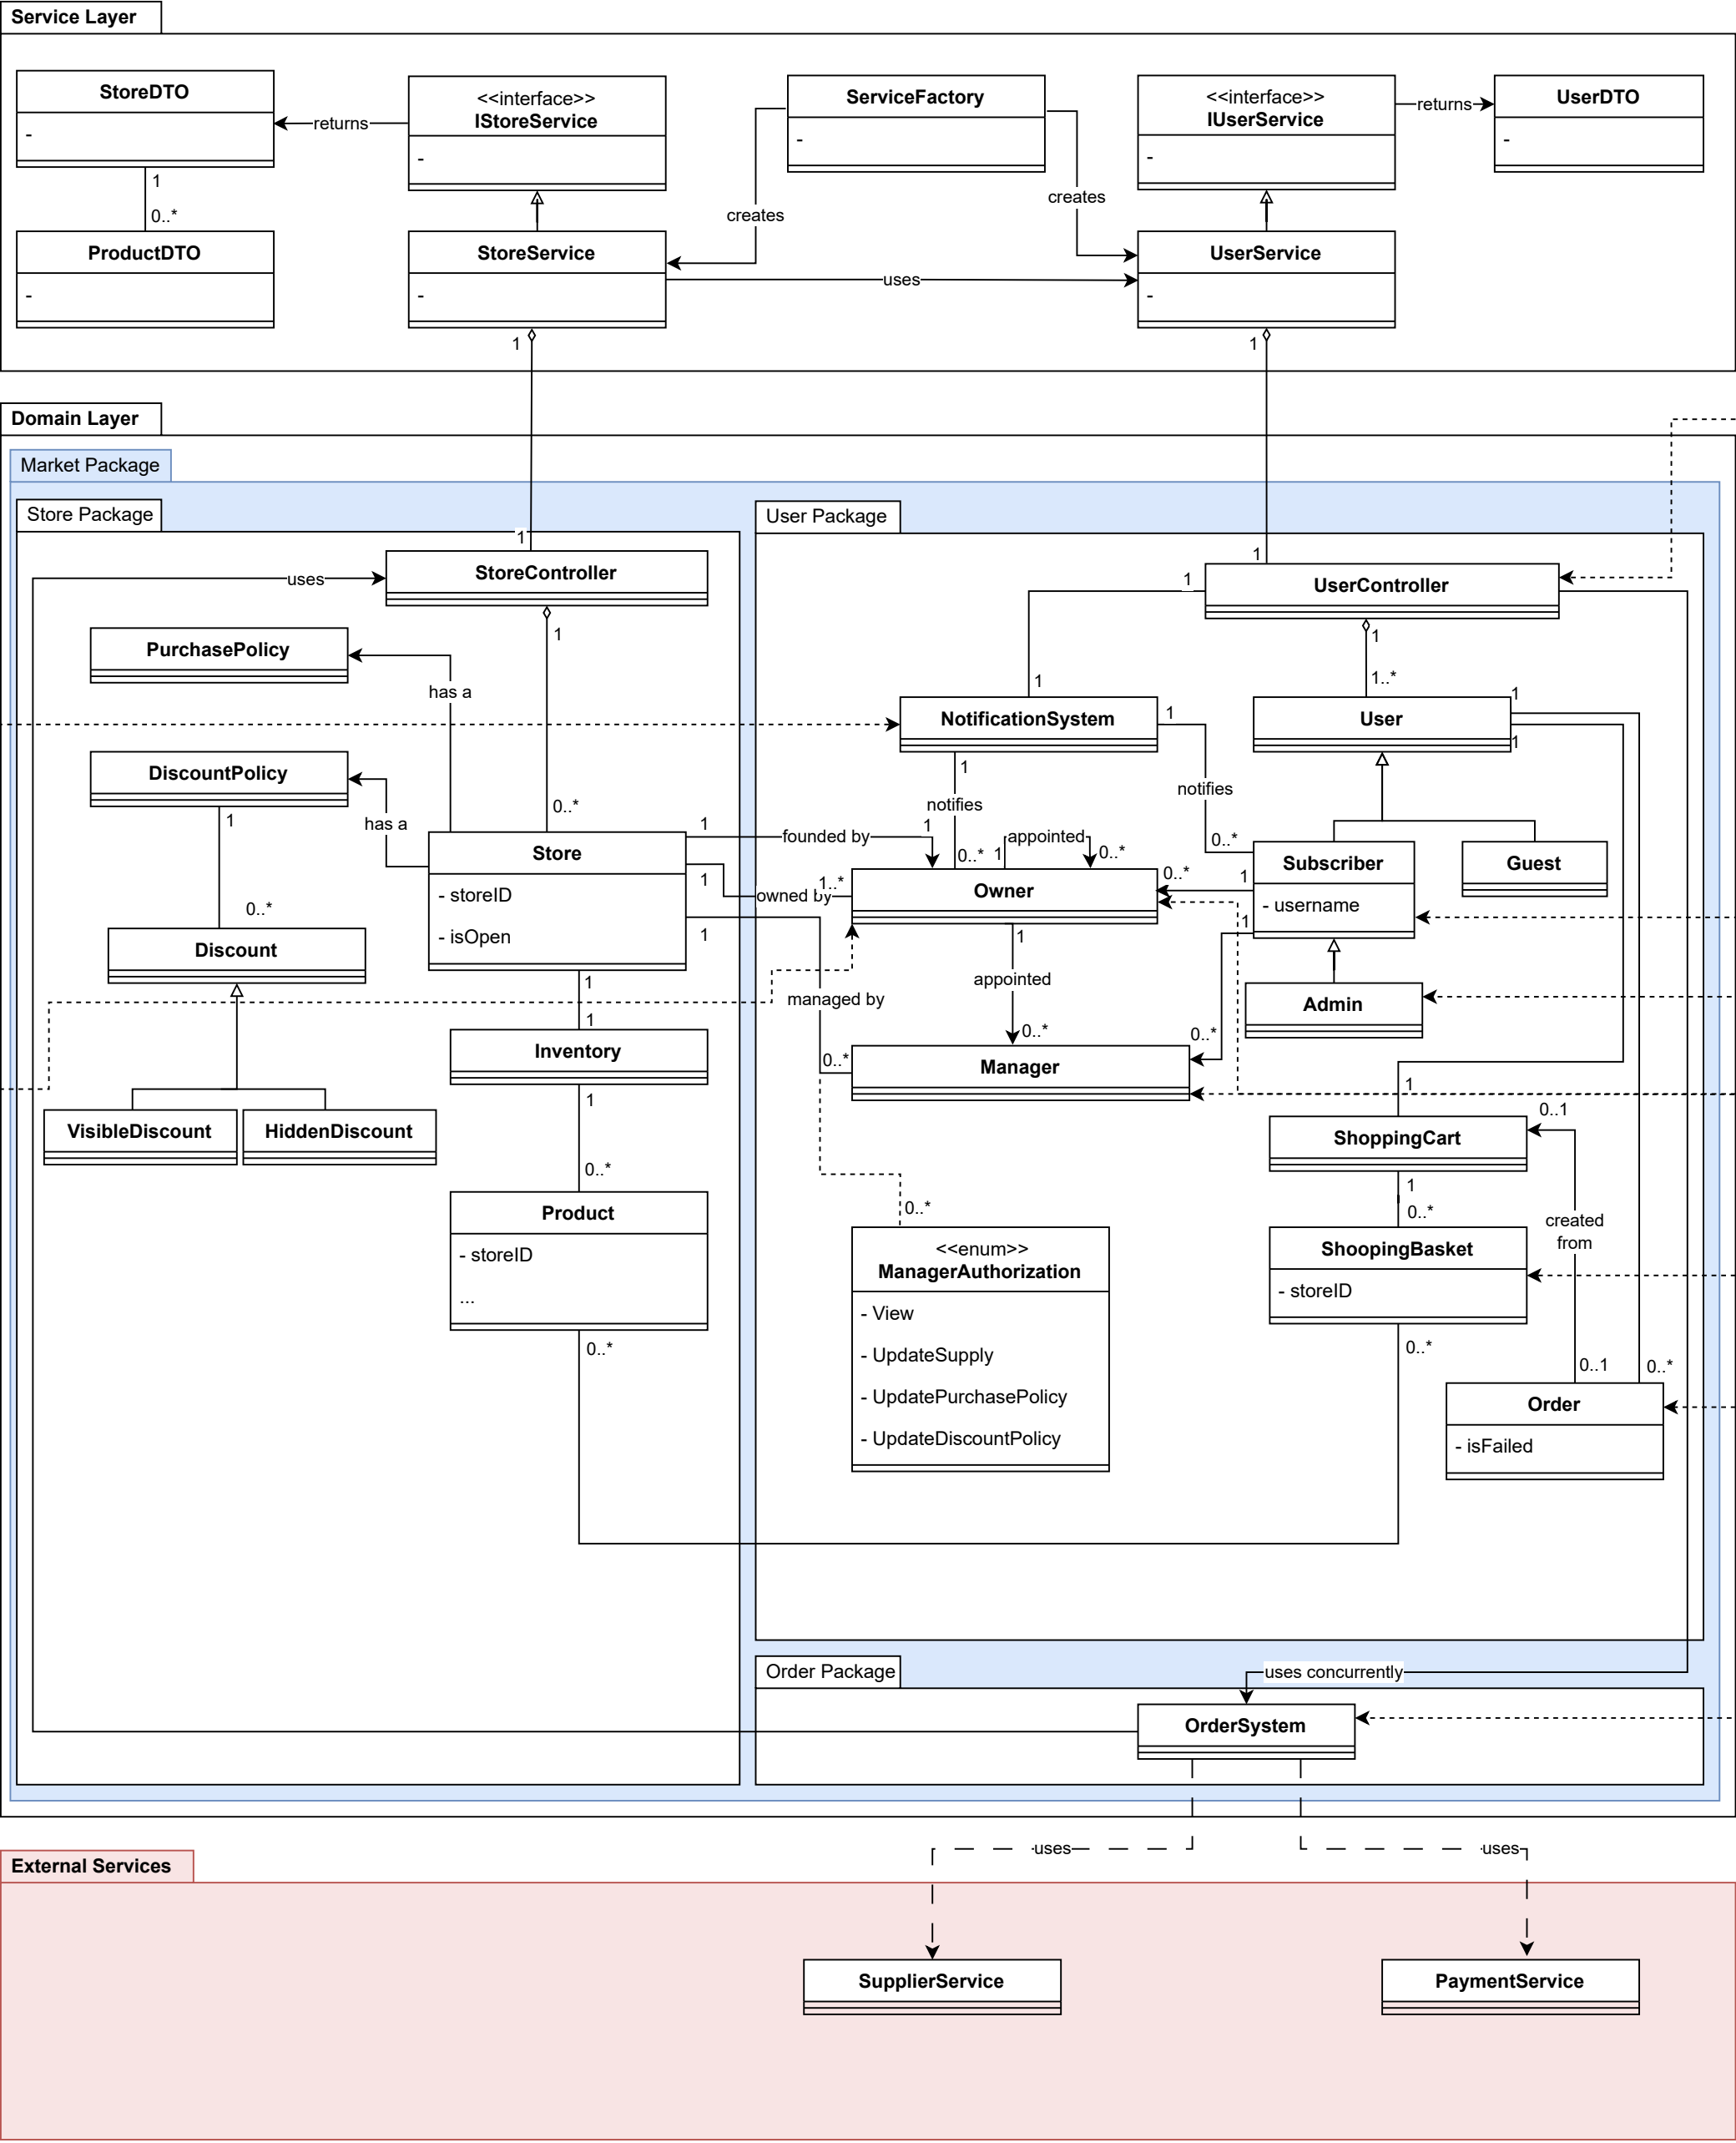 Service Layer
StoreDTO
-
<<interface>>
IStoreService
-
ServiceFactory
-
<<interface>>
IUserService
-
UserDTO
-
returns
returns
1
0..*
creates
creates
ProductDTO
-
StoreService
-
UserService
-
uses
1
1
Domain Layer
Market Package
Store Package
User Package
1
1
StoreController
uses
UserController
1
1
1
PurchasePolicy
has a
1
1..*
NotificationSystem
1
User
1
1
DiscountPolicy
has a
1
0..*
1
notifies
notifies
0..*
Store
- storeID
- isOpen
1
founded by
1
1
owned by
1..*
1
managed by
0..*
0..*
1
appointed
0..*
Owner
0..*
1
1
Subscriber
- username
Guest
0..*
Discount
1
appointed
0..*
0..*
Admin
1
1
Inventory
Manager
1
VisibleDiscount
HiddenDiscount
1
ShoppingCart
0..1
0..*
Product
- storeID
...
0..*
0..*
<<enum>>
ManagerAuthorization
- View
- UpdateSupply
- UpdatePurchasePolicy
- UpdateDiscountPolicy
1
0..*
created
from
ShoopingBasket
- storeID
0..*
0..1
0..*
Order
- isFailed
Order Package
uses concurrently
OrderSystem
uses
uses
External Services
SupplierService
PaymentService